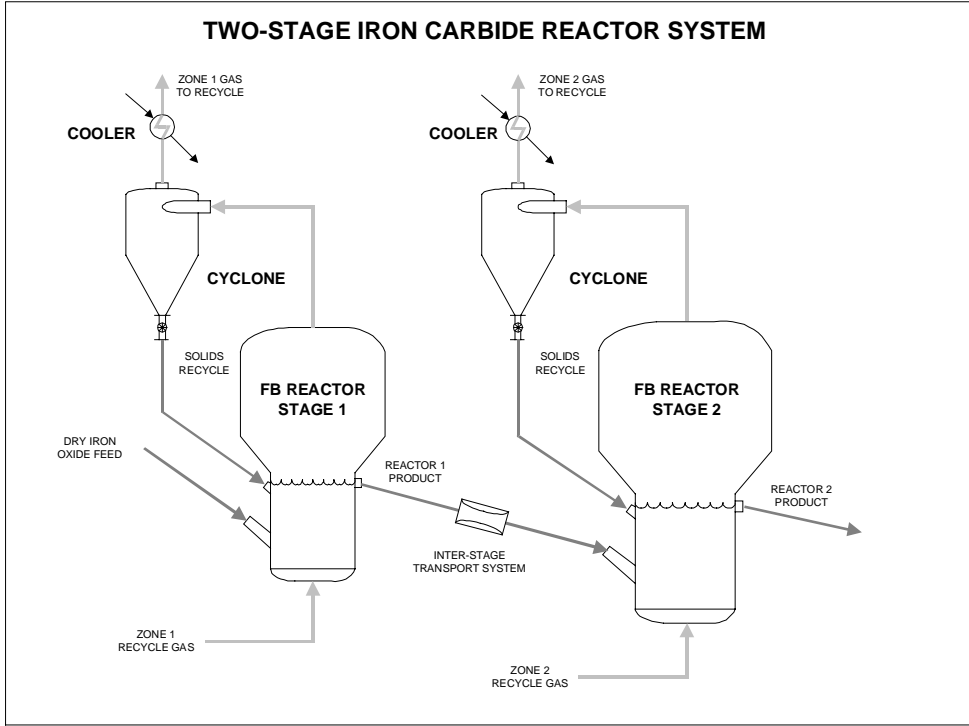 TWO-STAGE IRON CARBIDE REACTOR SYSTEM
ZONE 1 GAS
TO RECYCLE
COOLER
CYCLONE
SOLIDS
RECYCLE
FB REACTOR
STAGE 1
DRY IRON
OXIDE FEED
REACTOR 1
PRODUCT
INTER-STAGE
TRANSPORT SYSTEM
ZONE 1
RECYCLE GAS
ZONE 2 GAS
TO RECYCLE
COOLER
CYCLONE
SOLIDS
RECYCLE
FB REACTOR
STAGE 2
REACTOR 2
PRODUCT
ZONE 2
RECYCLE GAS